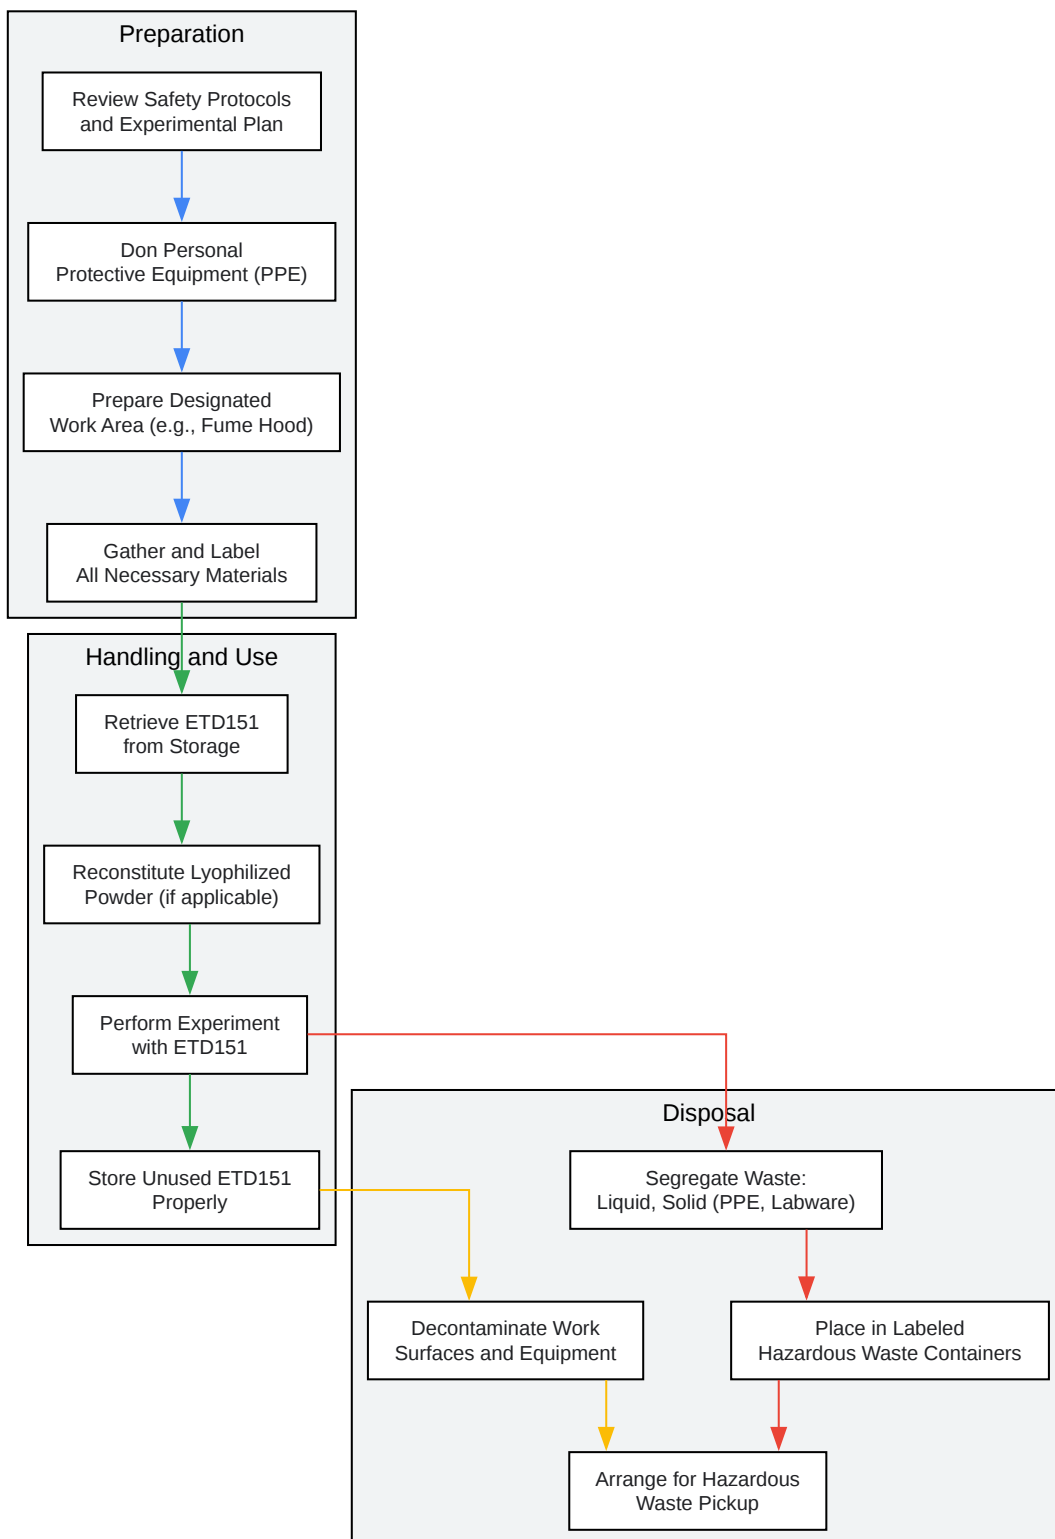 Preparation
Review Safety Protocols
and Experimental Plan
Don Personal
Protective Equipment (PPE)
Prepare Designated
Work Area (e.g., Fume Hood)
Gather and Label
All Necessary Materials
Handling and Use
Retrieve ETD151
from Storage
Reconstitute Lyophilized
Powder (if applicable)
Perform Experiment
with ETD151
Store Unused ETD151
Properly
Disposal
Segregate Waste:
Liquid, Solid (PPE, Labware)
Decontaminate Work
Surfaces and Equipment
Place in Labeled
Hazardous Waste Containers
Arrange for Hazardous
Waste Pickup